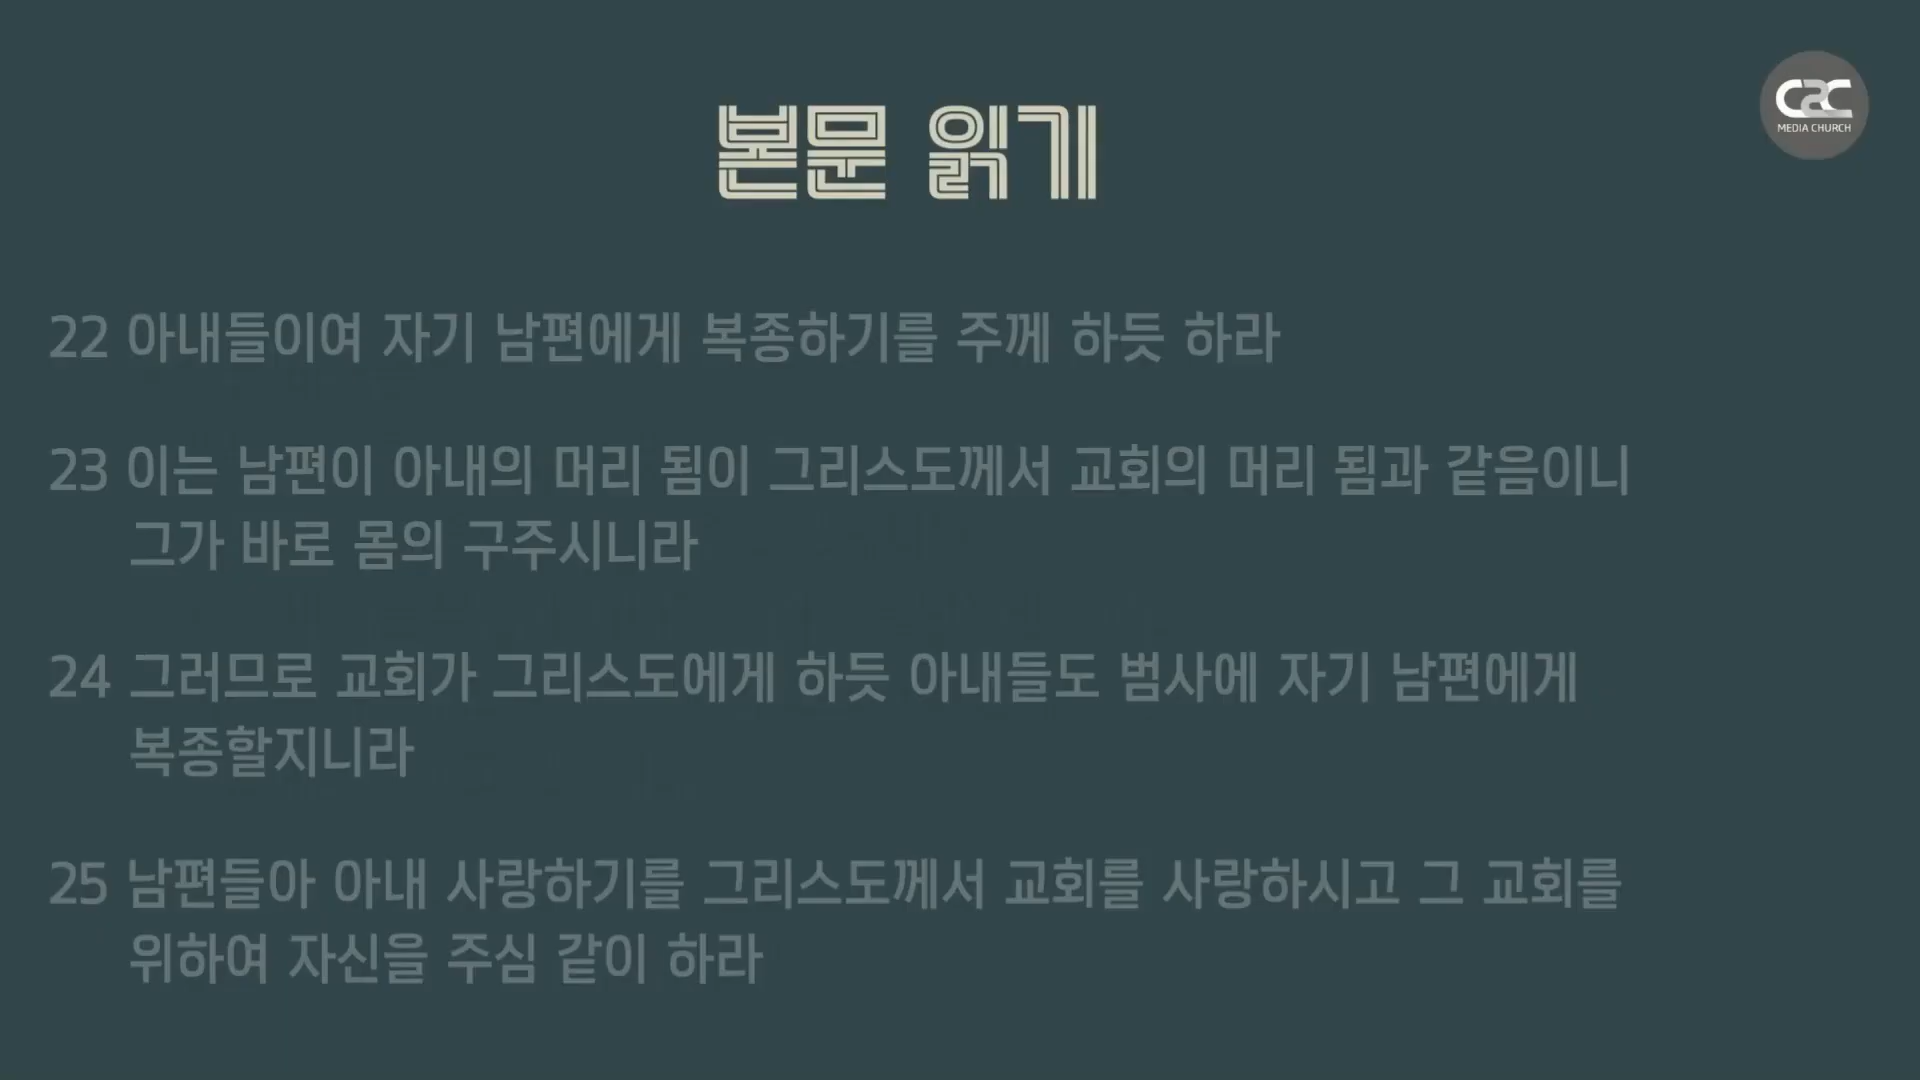 본문 읽기
C2C
MEDIA CHURCH
22 아내들이여 자기 남편에게 복종하기를 주께 하듯 하라
23 이는 남편이 아내의 머리 됨이 그리스도께서 교회의 머리 됨과 같음이니
그가 바로 몸의 구주시니라
24 그러므로 교회가 그리스도에게 하듯 아내들도 범사에 자기 남편에게
복종할지니라
25 남편들아 아내 사랑하기를 그리스도께서 교회를 사랑하시고 그 교회를
위하여 자신을 주심 같이 하라